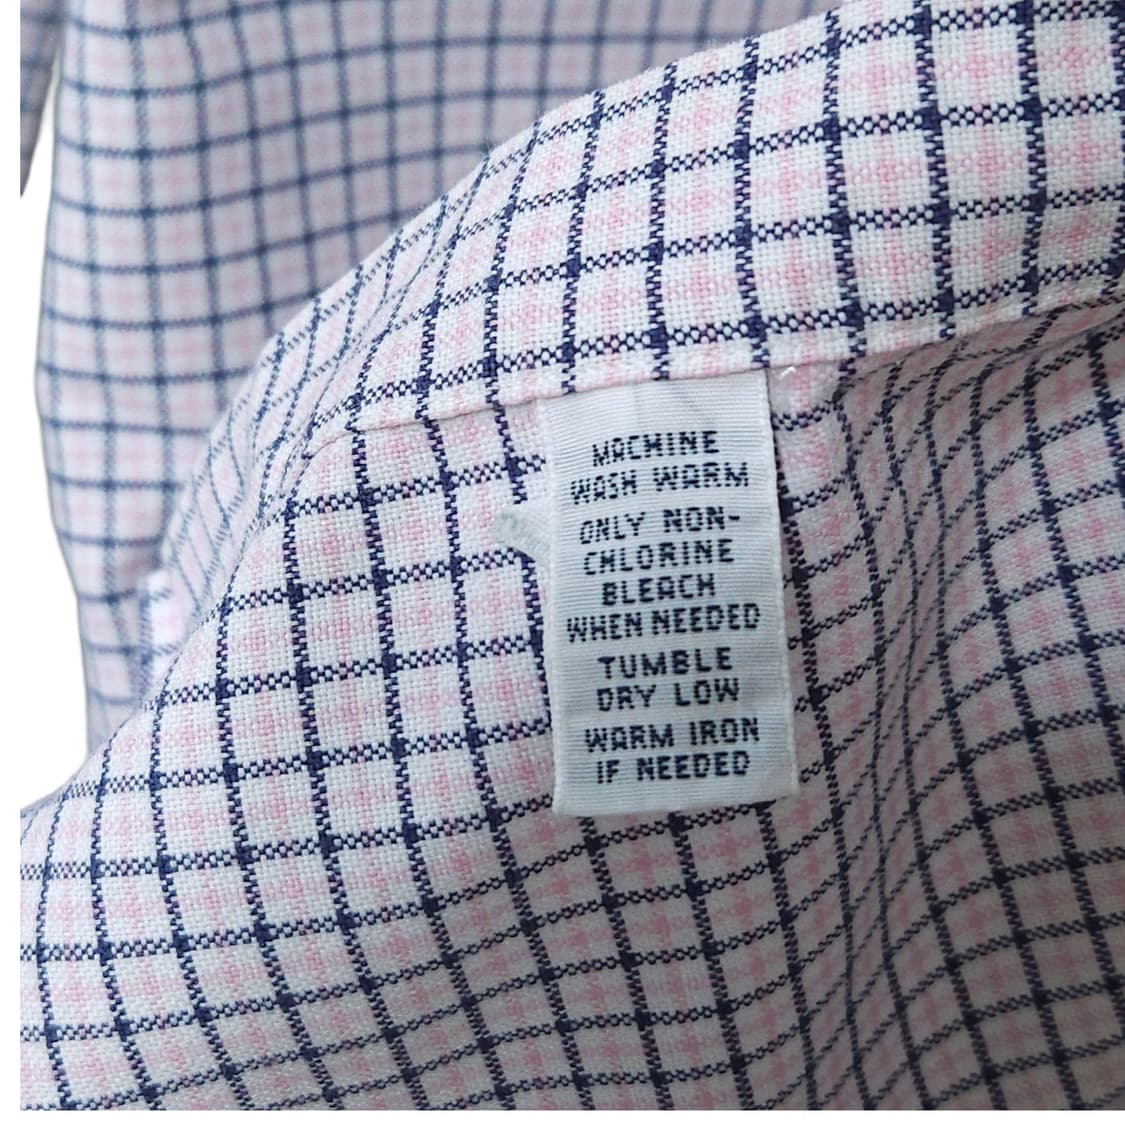 MACHINE
WASH WARM
ONLY NON-
CHLORINE
BLEACH
WHEN NEEDED
TUMBLE
DRY LOW
WARM IRON
IF NEEDED